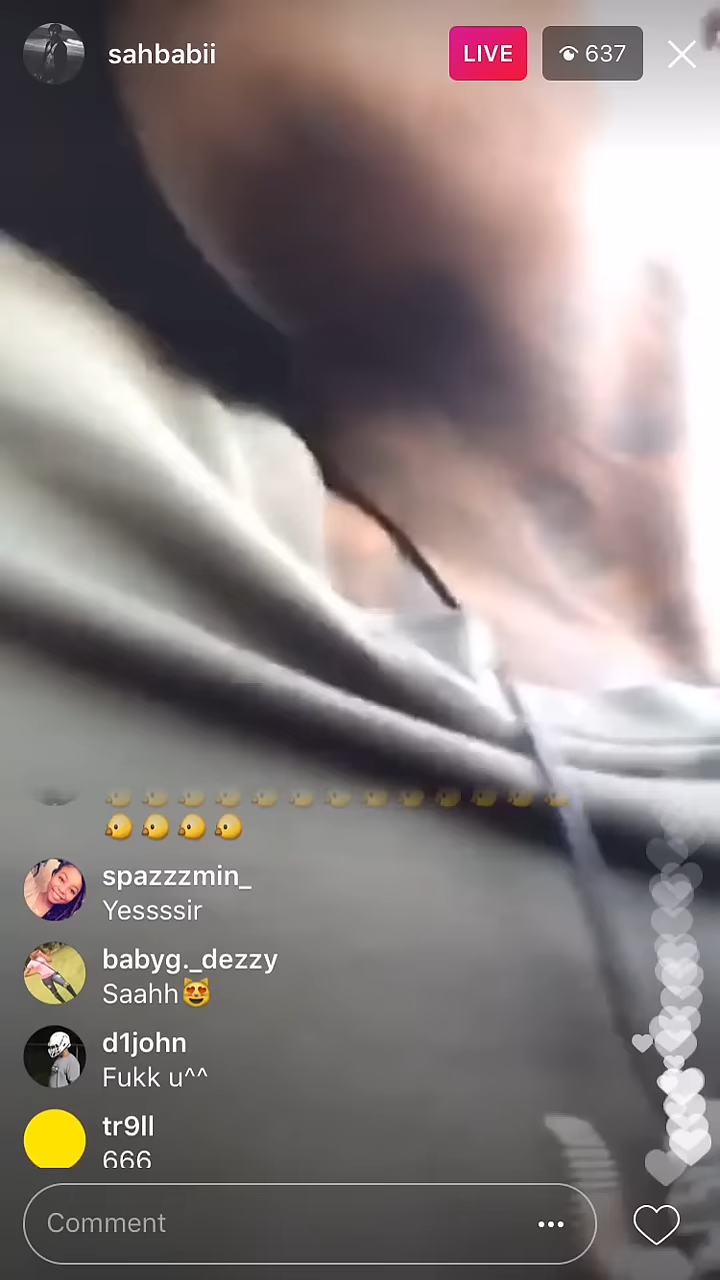 sahbabii
LIVE
637
🐥🐥🐥🐥🐥🐥🐥🐥🐥🐥🐥🐥🐥
🐥🐥🐥🐥
spazzzmin_
Yessssir
babyg._dezzy
Saahh😻
d1john
Fukk u^^
tr9ll
666
Comment